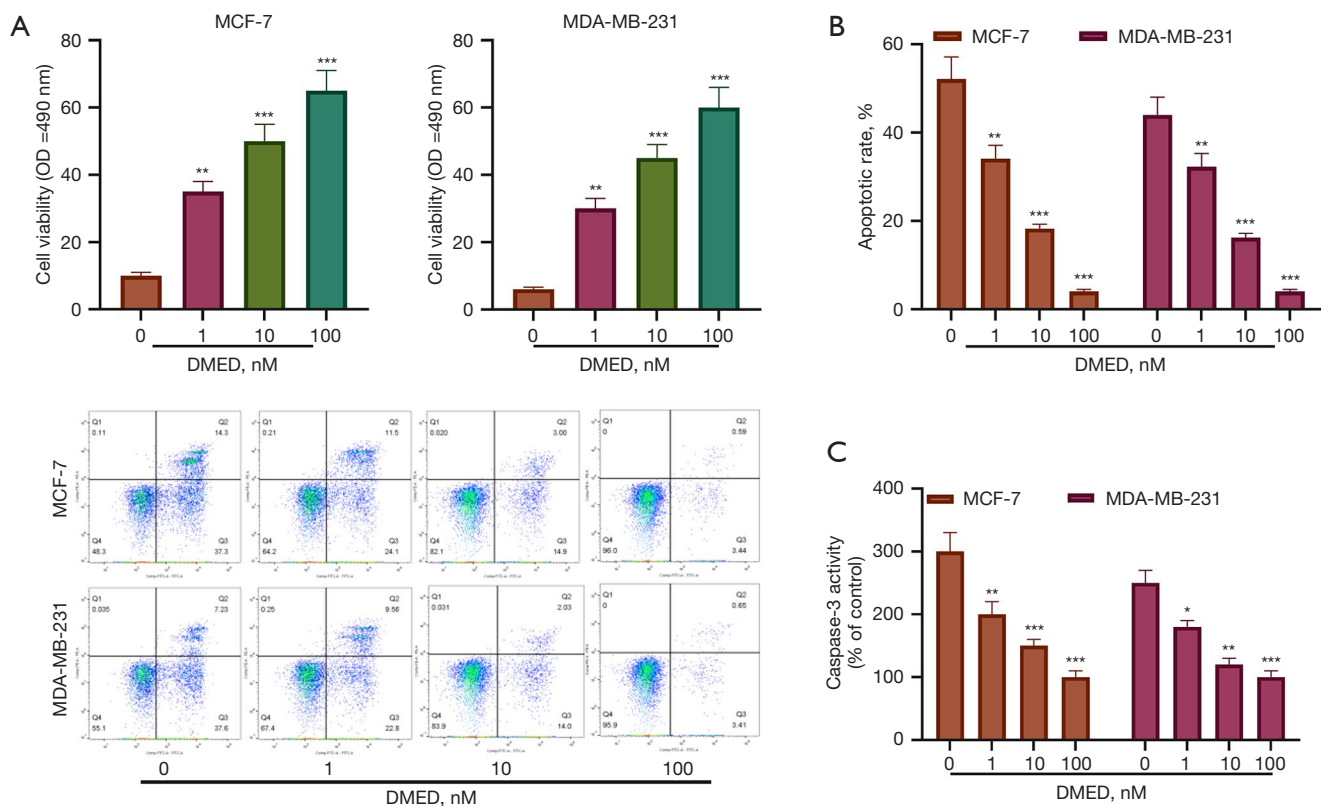 A
MCF-7
Cell viability (OD =490 nm)
80
60
40
20
0
**
***
***
0 1 10 100
DMED, nM
MDA-MB-231
Cell viability (OD =490 nm)
80
60
40
20
0
**
***
***
0 1 10 100
DMED, nM
B
MCF-7 MDA-MB-231
Apoptotic rate, %
60
40
20
0
**
***
***
**
***
***
0 1 10 100 0 1 10 100
DMED, nM
MCF-7
Q1 Q2
0.11 14.3
Q4 Q3
48.3 37.3
Q1 Q2
0.21 11.5
Q4 Q3
64.2 24.1
Q1 Q2
0.020 3.00
Q4 Q3
82.1 14.9
Q1 Q2
0 0.59
Q4 Q3
96.0 3.44
MDA-MB-231
Q1 Q2
0.035 7.23
Q4 Q3
55.1 37.6
Q1 Q2
0.25 9.56
Q4 Q3
67.4 22.8
Q1 Q2
0.031 2.03
Q4 Q3
83.9 14.0
Q1 Q2
0 0.65
Q4 Q3
95.9 3.41
0 1 10 100
DMED, nM
C
MCF-7 MDA-MB-231
Caspase-3 activity
(% of control)
400
300
200
100
0
**
***
***
*
**
***
0 1 10 100 0 1 10 100
DMED, nM